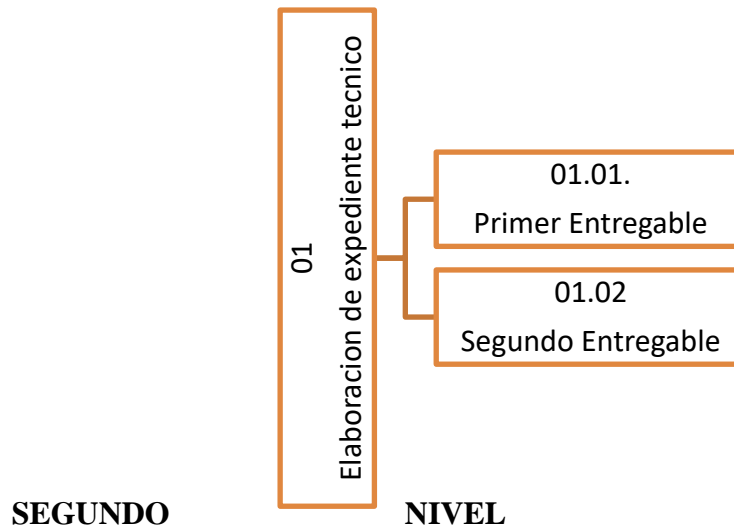 01
Elaboracion de expediente tecnico
01.01.
Primer Entregable
01.02
Segundo Entregable
SEGUNDO NIVEL